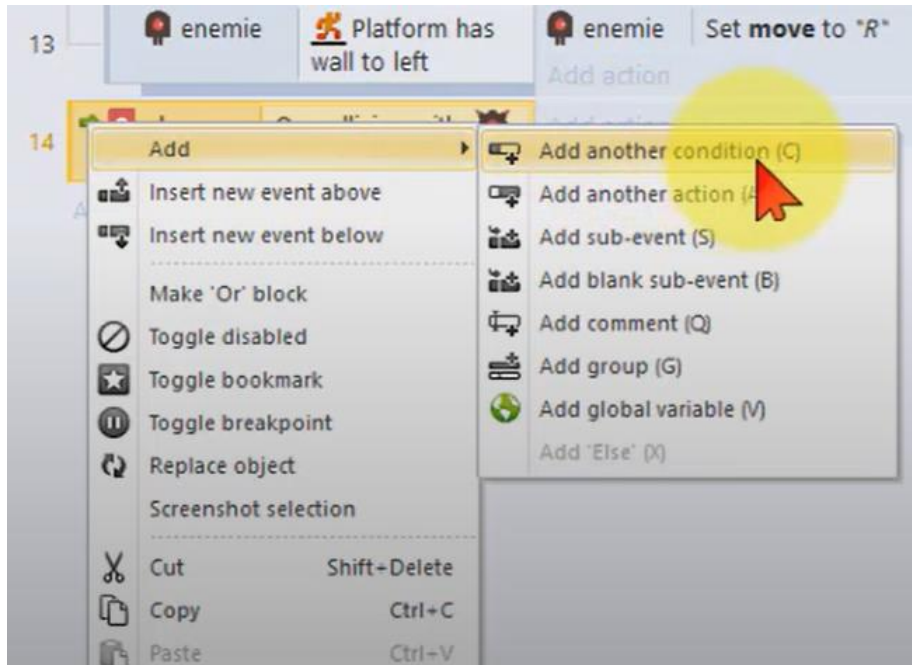 13
enemie
Platform has
wall to left
enemie
Set move to "R"
Add action
14
Add
Insert new event above
Insert new event below
Make 'Or' block
Toggle disabled
Toggle bookmark
Toggle breakpoint
Replace object
Screenshot selection
Cut Shift+Delete
Copy Ctrl+C
Paste Ctrl+V
Add another condition (C)
Add another action
Add sub-event (S)
Add blank sub-event (B)
Add comment (Q)
Add group (G)
Add global variable (V)
Add 'Else' (X)